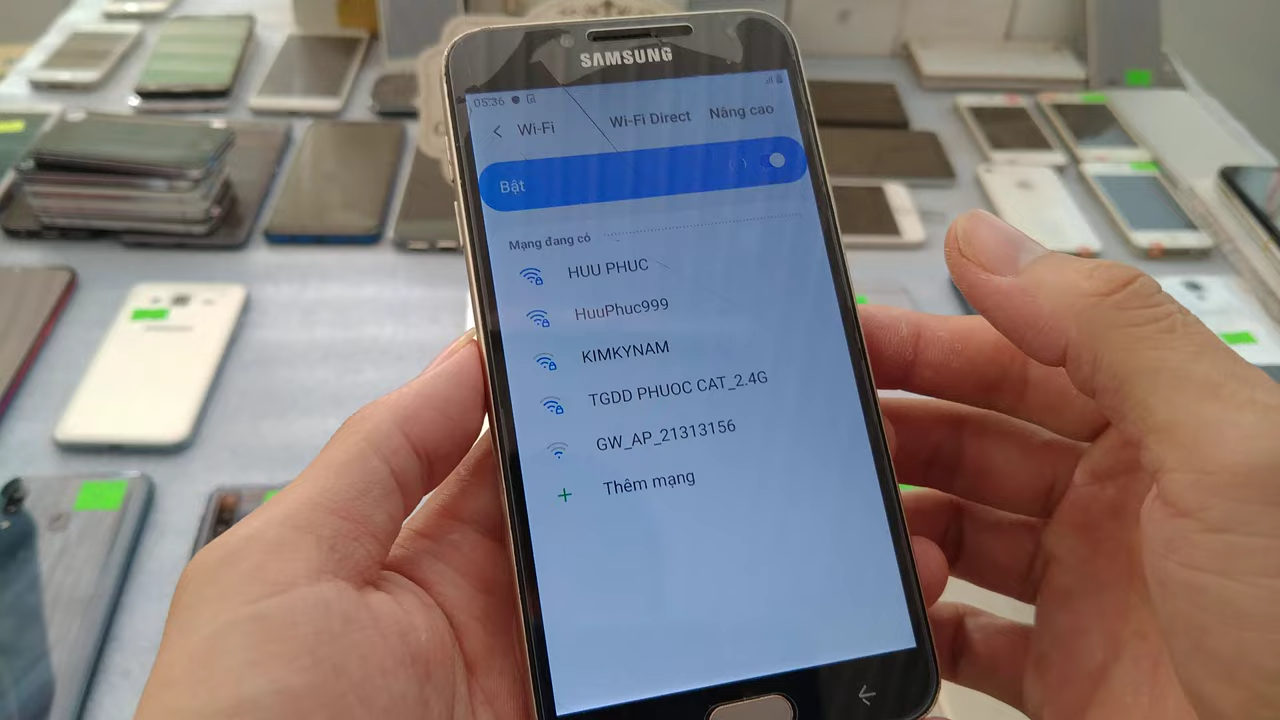 SAMSUNG
05:36
Wi-Fi Wi-Fi Direct Nâng cao
Bật
Mạng đang có
HUU PHUC
HuuPhuc999
KIMKYNAM
TGDD PHUOC CAT_2.4G
GW_AP_21313156
Thêm mạng